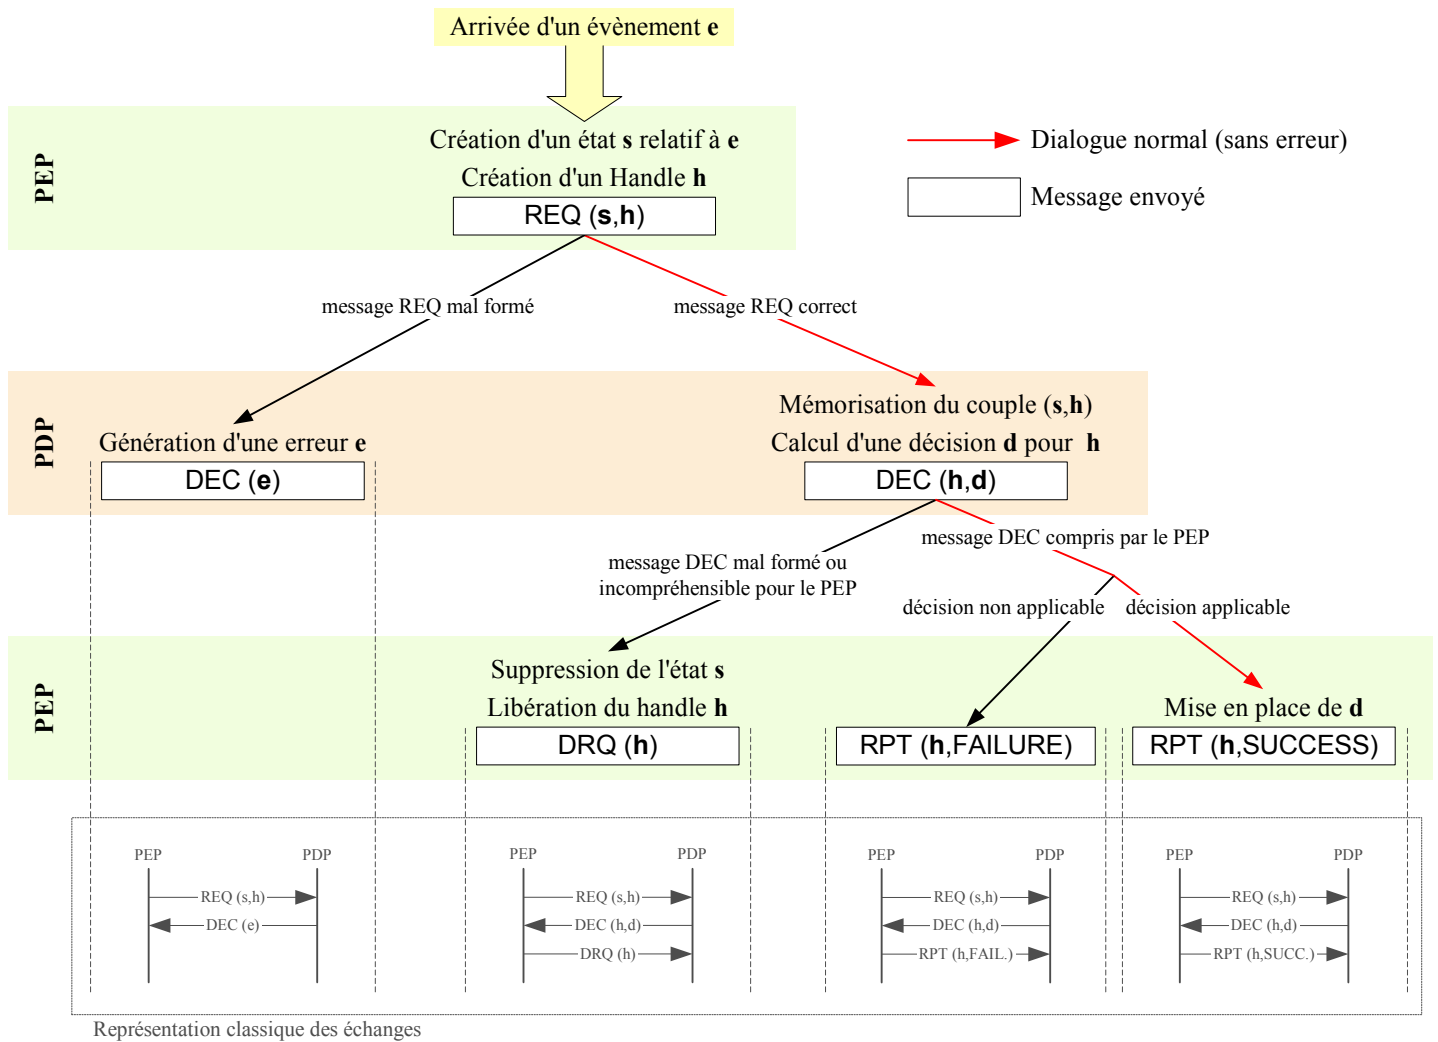 Arrivée d'un évènement e
PEP
Création d'un état s relatif à e
Création d'un Handle h
REQ (s,h)
Dialogue normal (sans erreur)
Message envoyé
message REQ mal formé
message REQ correct
PDP
Génération d'une erreur e
DEC (e)
Mémorisation du couple (s,h)
Calcul d'une décision d pour h
DEC (h,d)
message DEC mal formé ou
incompréhensible pour le PEP
message DEC compris par le PEP
décision non applicable
décision applicable
PEP
Suppression de l'état s
Libération du handle h
DRQ (h)
RPT (h,FAILURE)
Mise en place de d
RPT (h,SUCCESS)
PEP
PDP
REQ (s,h)
DEC (e)
PEP
PDP
REQ (s,h)
DEC (h,d)
DRQ (h)
PEP
PDP
REQ (s,h)
DEC (h,d)
RPT (h,FAIL.)
PEP
PDP
REQ (s,h)
DEC (h,d)
RPT (h,SUCC.)
Représentation classique des échanges